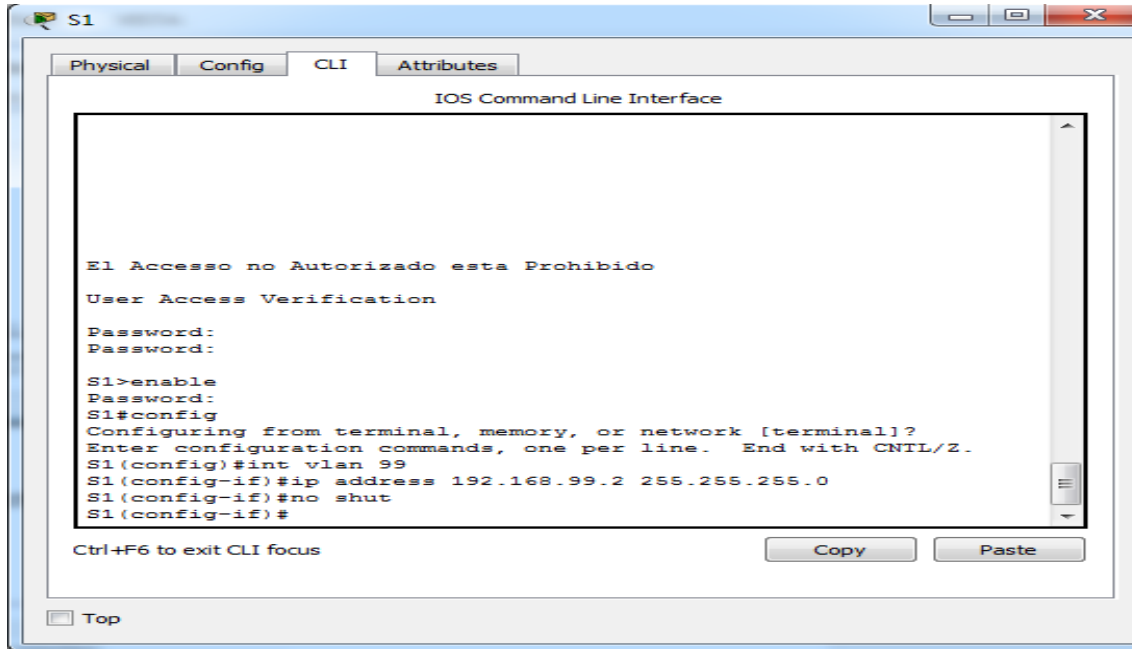 S1
Physical Config CLI Attributes
IOS Command Line Interface
El Accesso no Autorizado esta Prohibido
User Access Verification
Password:
Password:
S1>enable
Password:
S1#config
Configuring from terminal, memory, or network [terminal]?
Enter configuration commands, one per line.  End with CNTL/Z.
S1(config)#int vlan 99
S1(config-if)#ip address 192.168.99.2 255.255.255.0
S1(config-if)#no shut
S1(config-if)#
Ctrl+F6 to exit CLI focus Copy Paste
Top